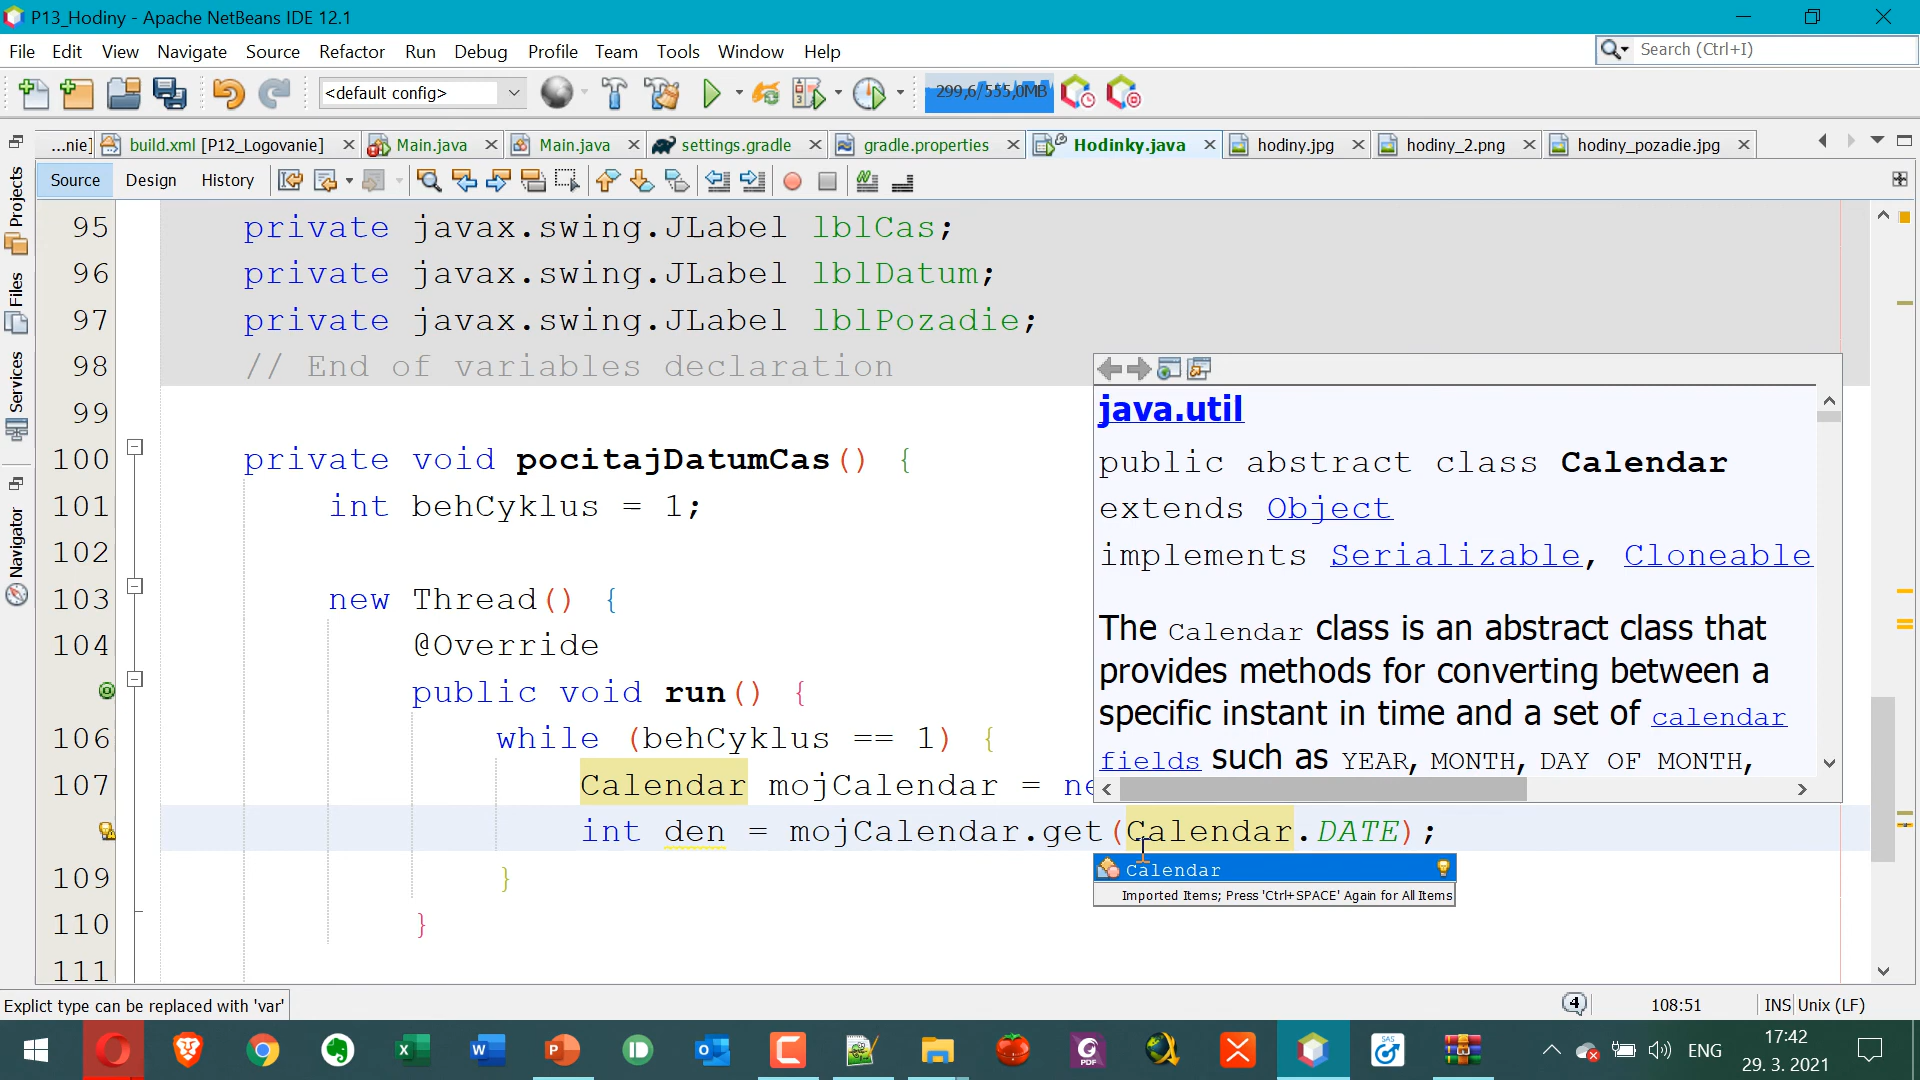 P13_Hodiny - Apache NetBeans IDE 12.1
File Edit View Navigate Source Refactor Run Debug Profile Team Tools Window Help
Search (Ctrl+I)
<default config>
299,6/555,0MB
...nie]
build.xml [P12_Logovanie]
Main.java
Main.java
settings.gradle
gradle.properties
Hodinky.java
hodiny.jpg
hodiny_2.png
hodiny_pozadie.jpg
Source Design History
Projects
Files
Services
Navigator
95 private javax.swing.JLabel lblCas;
96 private javax.swing.JLabel lblDatum;
97 private javax.swing.JLabel lblPozadie;
98 // End of variables declaration
99
100 private void pocitajDatumCas() {
101 int behCyklus = 1;
102
103 new Thread() {
104 @Override
public void run() {
106 while (behCyklus == 1) {
107 Calendar mojCalendar = ne
int den = mojCalendar.get(Calendar.DATE);
109 }
110 }
111
java.util
public abstract class Calendar
extends Object
implements Serializable, Cloneable
The Calendar class is an abstract class that
provides methods for converting between a
specific instant in time and a set of calendar
fields such as YEAR, MONTH, DAY OF MONTH,
Calendar
Imported Items; Press 'Ctrl+SPACE' Again for All Items
Explict type can be replaced with 'var'
4
108:51
INS
Unix (LF)
PDF
SAS
ENG
17:42
29. 3. 2021